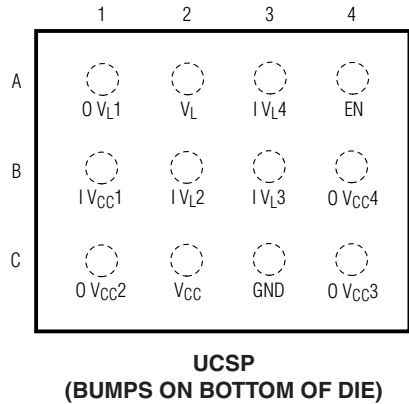 1 2 3 4
A
O VL1 VL I VL4 EN
B
I VCC1 I VL2 I VL3 O VCC4
C
O VCC2 VCC GND O VCC3
UCSP
(BUMPS ON BOTTOM OF DIE)